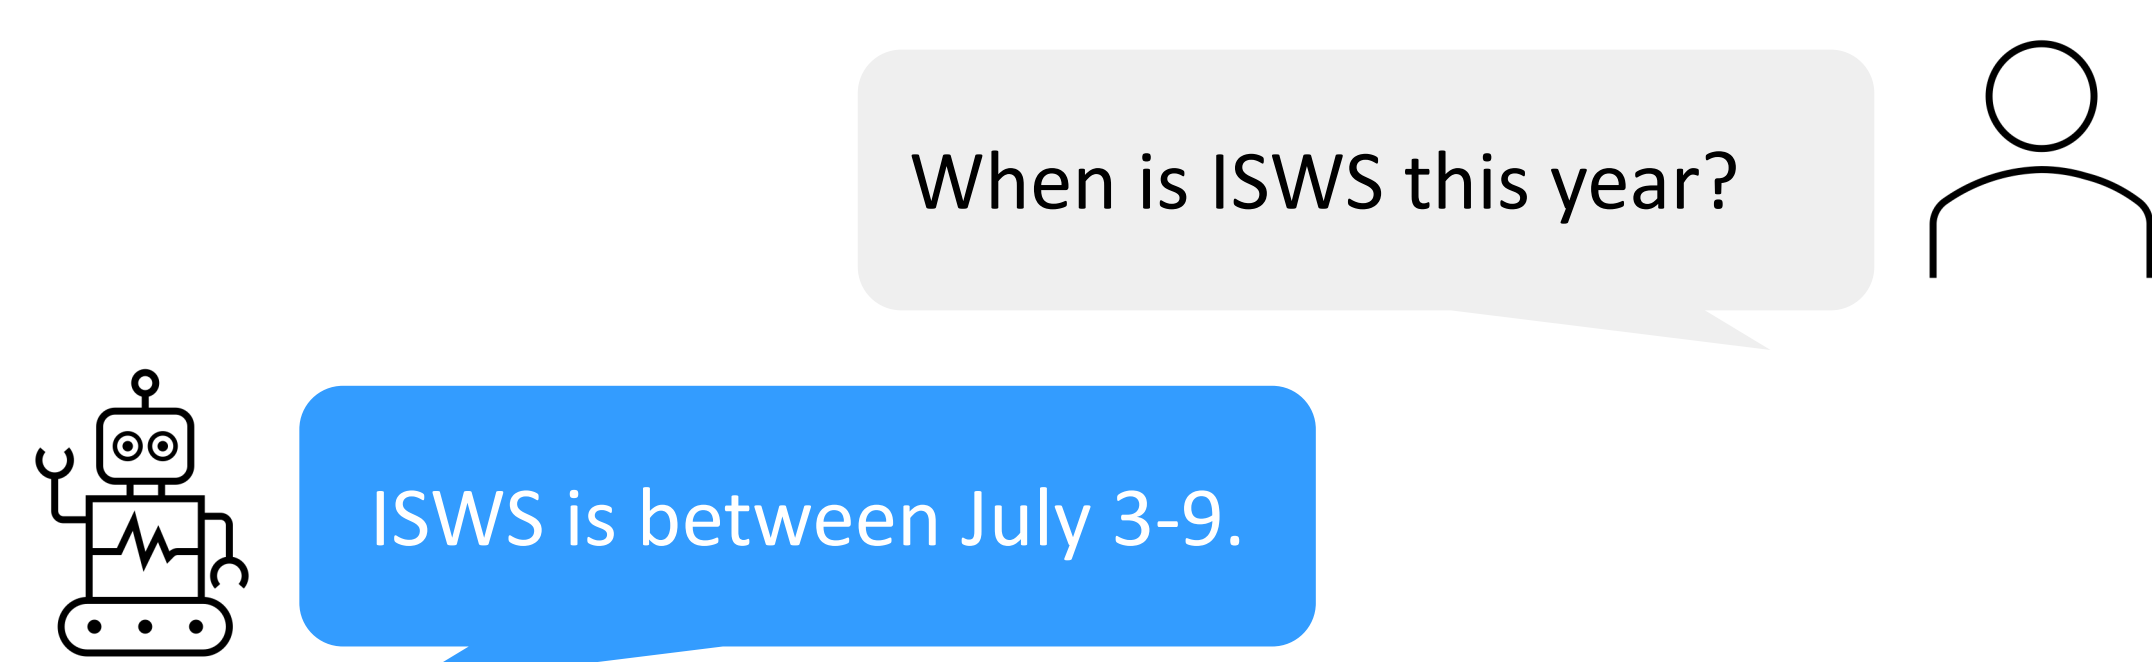 When is ISWS this year?
ISWS is between July 3-9.